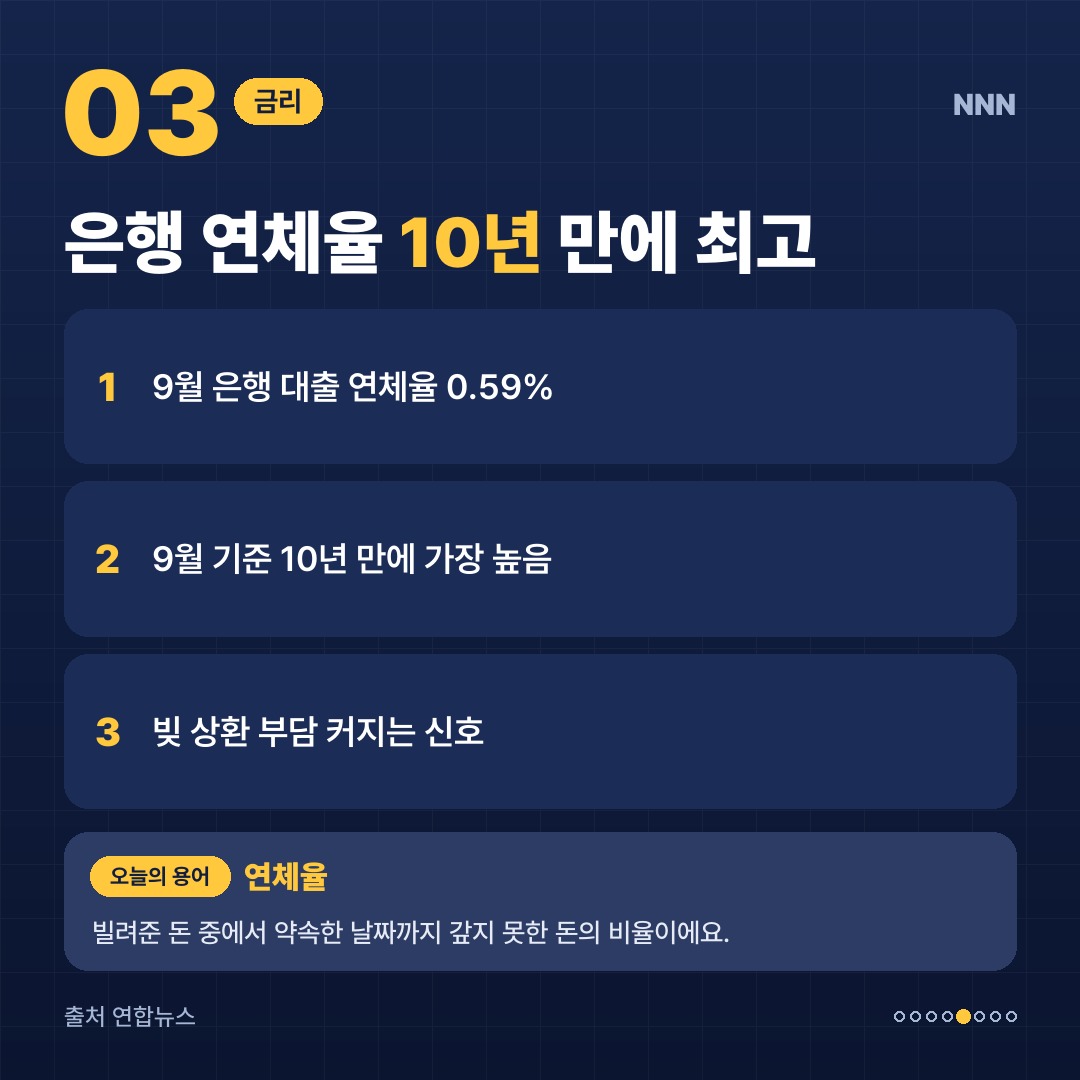 03 금리
NNN
은행 연체율 10년 만에 최고
1 9월 은행 대출 연체율 0.59%
2 9월 기준 10년 만에 가장 높음
3 빚 상환 부담 커지는 신호
오늘의 용어 연체율
빌려준 돈 중에서 약속한 날짜까지 갚지 못한 돈의 비율이에요.
출처 연합뉴스